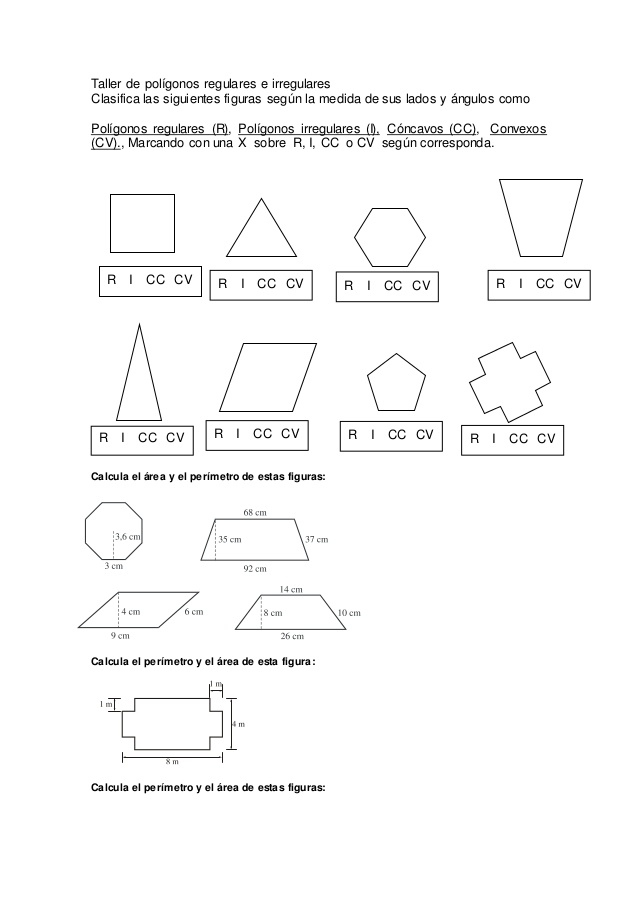 Taller de polígonos regulares e irregulares
Clasifica las siguientes figuras según la medida de sus lados y ángulos como
Polígonos regulares (R), Polígonos irregulares (I), Cóncavos (CC), Convexos
(CV)., Marcando con una X sobre R, I, CC o CV según corresponda.
R I CC CV
R I CC CV
R I CC CV
R I CC CV
R I CC CV
R I CC CV
R I CC CV
R I CC CV
Calcula el área y el perímetro de estas figuras:
3,6 cm
3 cm
68 cm
35 cm
37 cm
92 cm
4 cm
6 cm
9 cm
14 cm
8 cm
10 cm
26 cm
Calcula el perímetro y el área de esta figura:
1 m
1 m
4 m
8 m
Calcula el perímetro y el área de estas figuras: